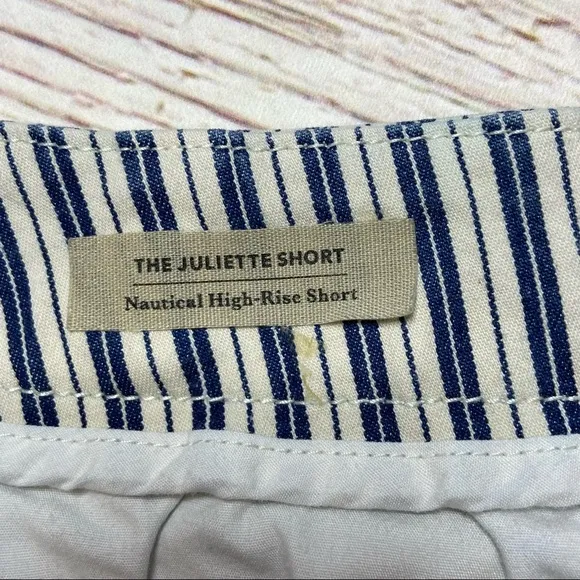 THE JULIETTE SHORT
Nautical High-Rise Short